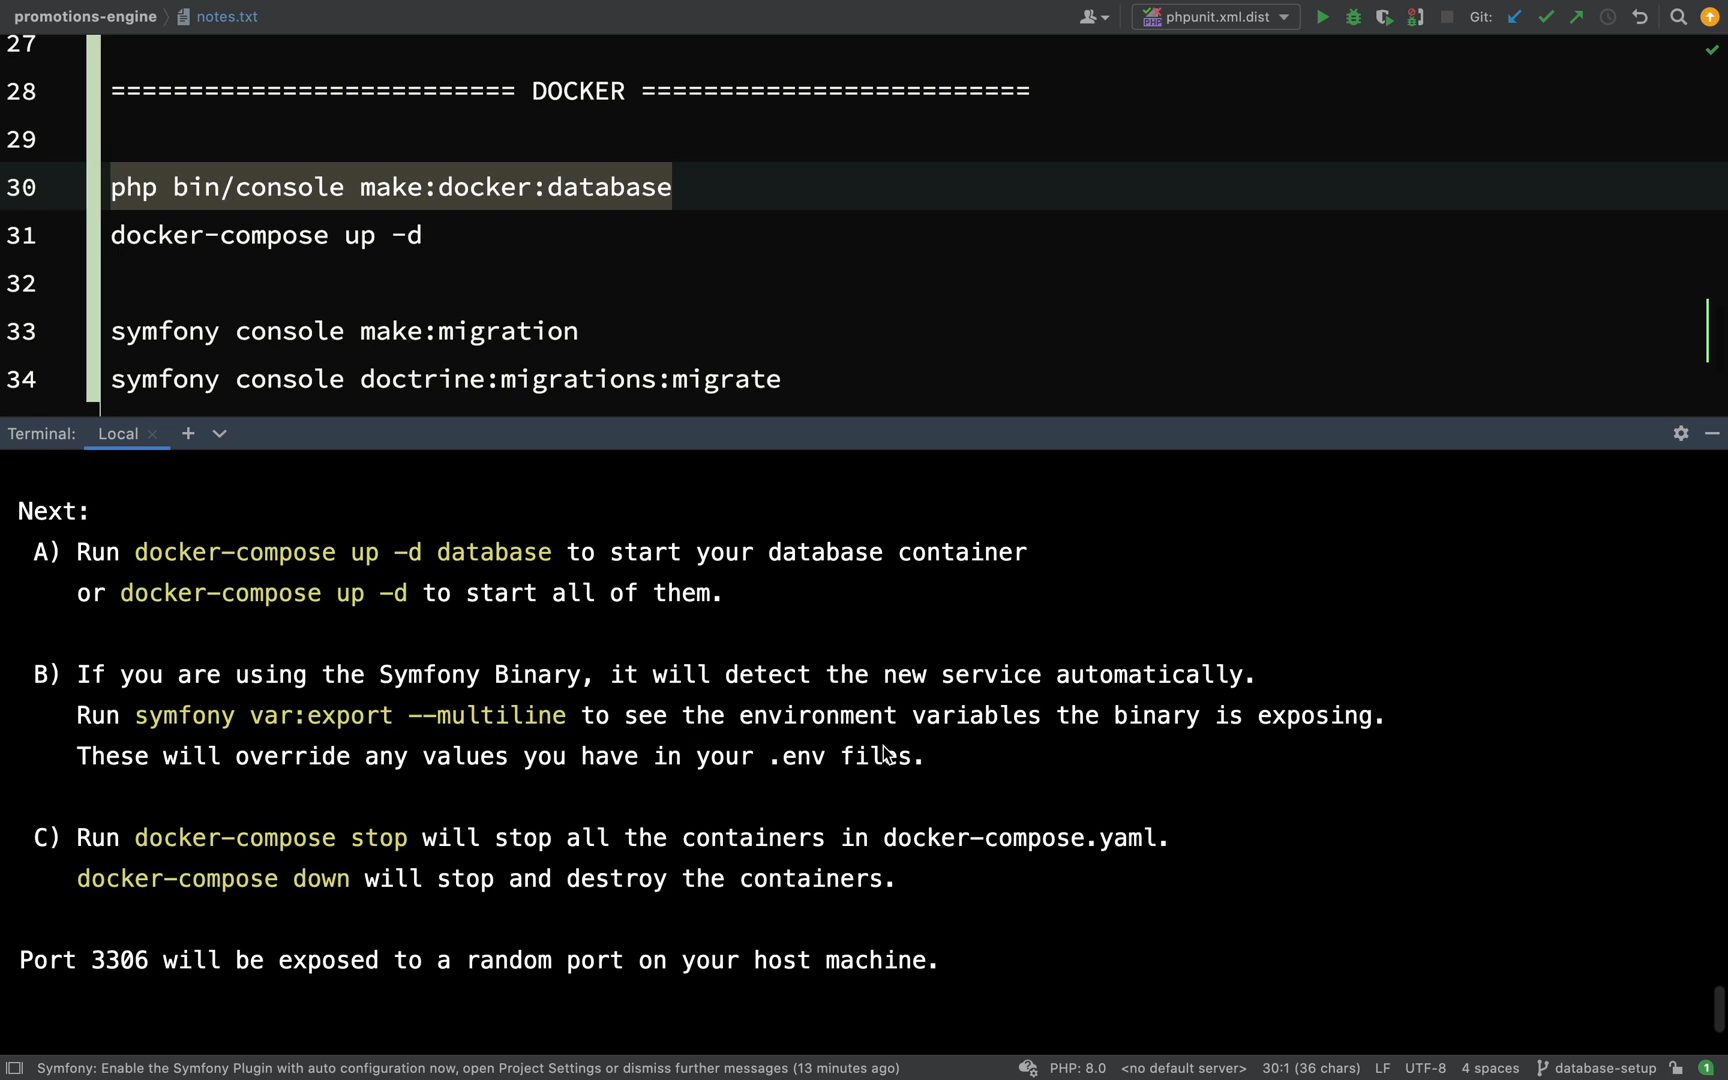 promotions-engine notes.txt phpunit.xml.dist Git:
27
28 ========================== DOCKER =========================
29
30 php bin/console make:docker:database
31 docker-compose up -d
32
33 symfony console make:migration
34 symfony console doctrine:migrations:migrate
Terminal: Local
Next:
A) Run docker-compose up -d database to start your database container
or docker-compose up -d to start all of them.
B) If you are using the Symfony Binary, it will detect the new service automatically.
Run symfony var:export --multiline to see the environment variables the binary is exposing.
These will override any values you have in your .env files.
C) Run docker-compose stop will stop all the containers in docker-compose.yaml.
docker-compose down will stop and destroy the containers.
Port 3306 will be exposed to a random port on your host machine.
Symfony: Enable the Symfony Plugin with auto configuration now, open Project Settings or dismiss further messages (13 minutes ago) PHP: 8.0 <no default server> 30:1 (36 chars) LF UTF-8 4 spaces database-setup 1